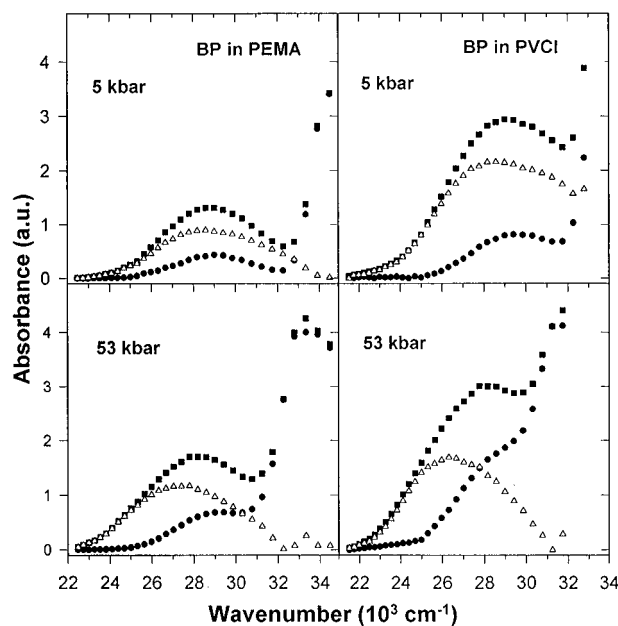 BP in PEMA
BP in PVCl
5 kbar
5 kbar
4
3
2
1
0
Absorbance (a.u.)
53 kbar
53 kbar
4
3
2
1
0
22 24 26 28 30 32 34 22 24 26 28 30 32 34
Wavenumber (10³ cm⁻¹)